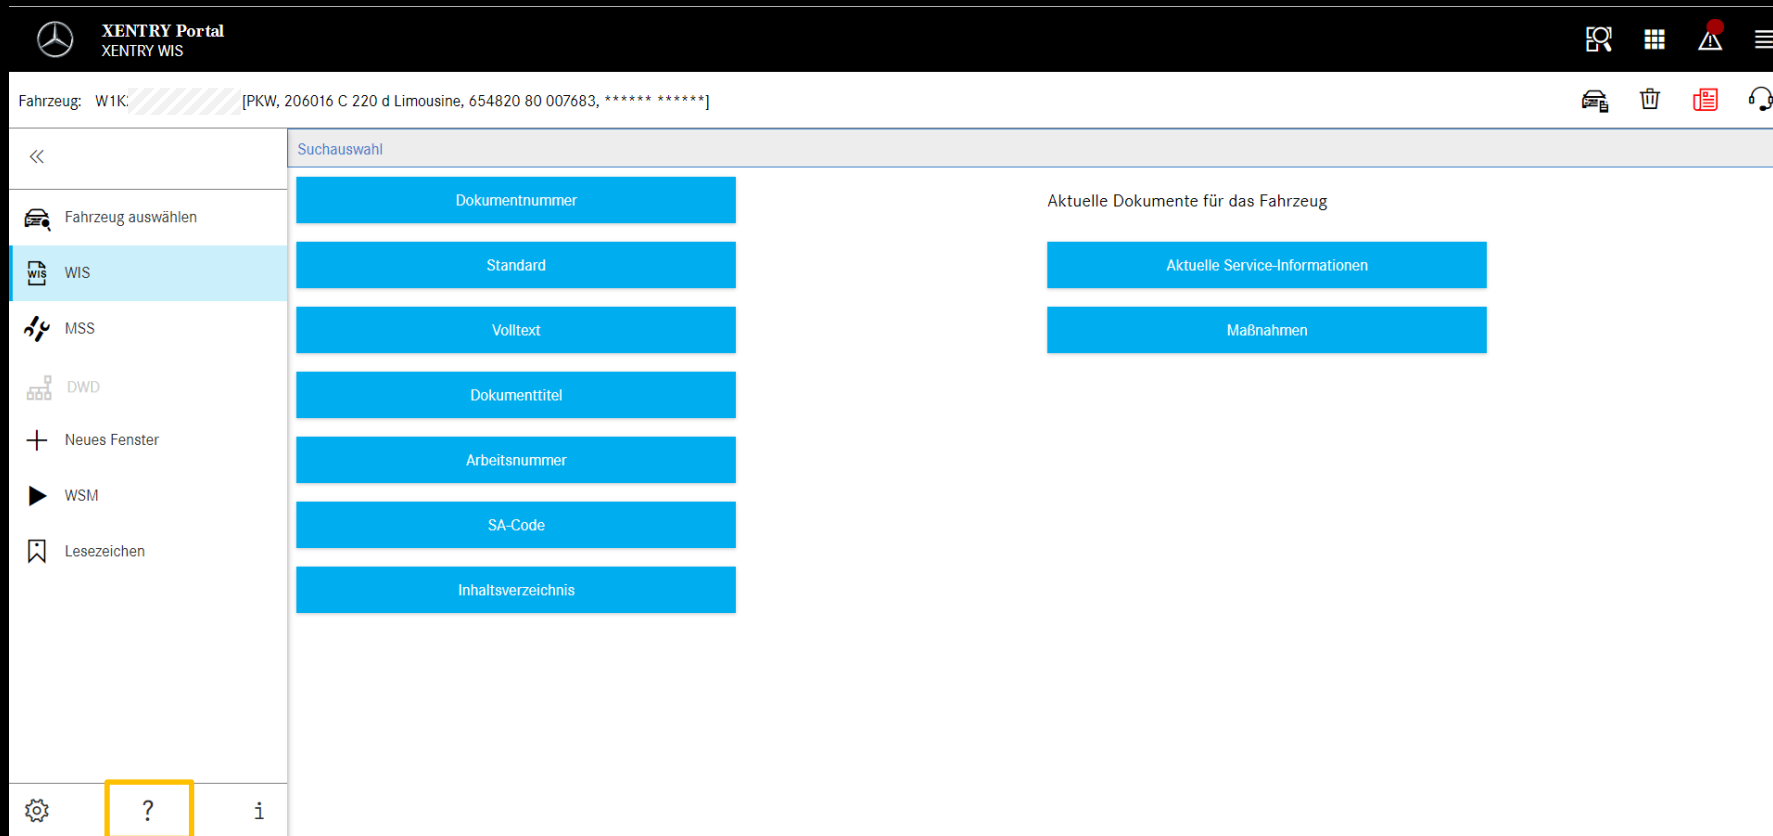 XENTRY Portal
XENTRY WIS
Fahrzeug: W1K [PKW, 206016 C 220 d Limousine, 654820 80 007683, ****** ******]
Suchauswahl
Fahrzeug auswählen
WIS WIS
MSS
DWD
Neues Fenster
WSM
Lesezeichen
? i
Dokumentnummer
Standard
Volltext
Dokumenttitel
Arbeitsnummer
SA-Code
Inhaltsverzeichnis
Aktuelle Dokumente für das Fahrzeug
Aktuelle Service-Informationen
Maßnahmen